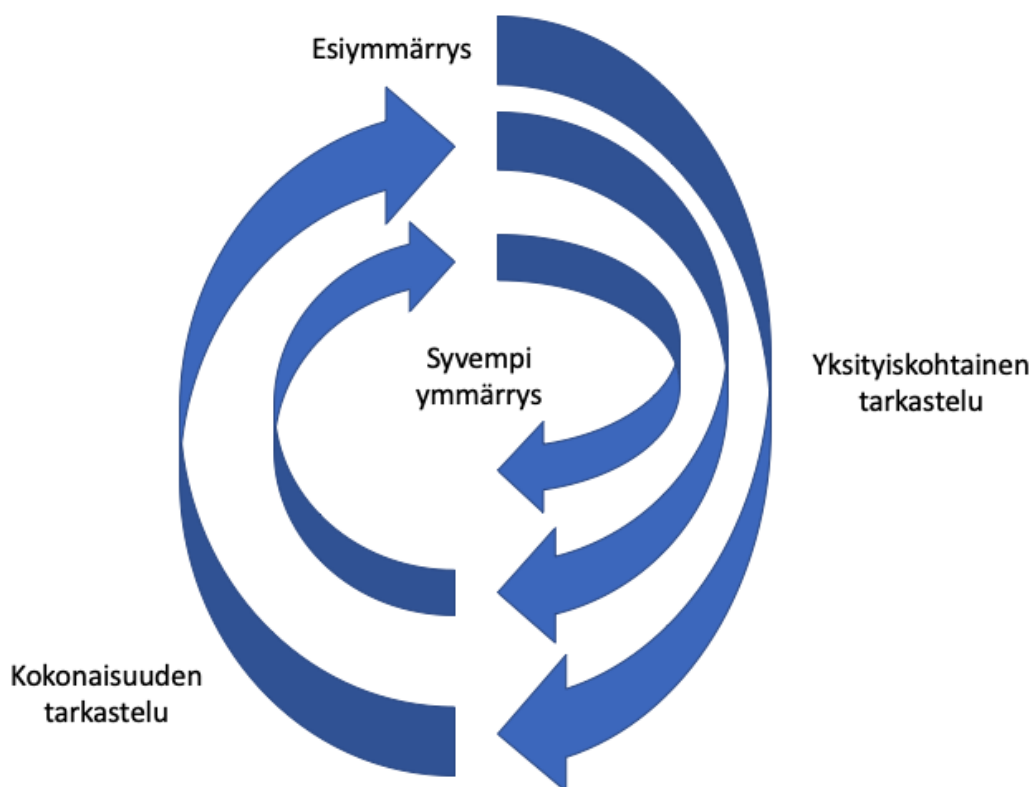 Esiymmärrys
Syvempi
ymmärrys
Yksityiskohtainen
tarkastelu
Kokonaisuuden
tarkastelu